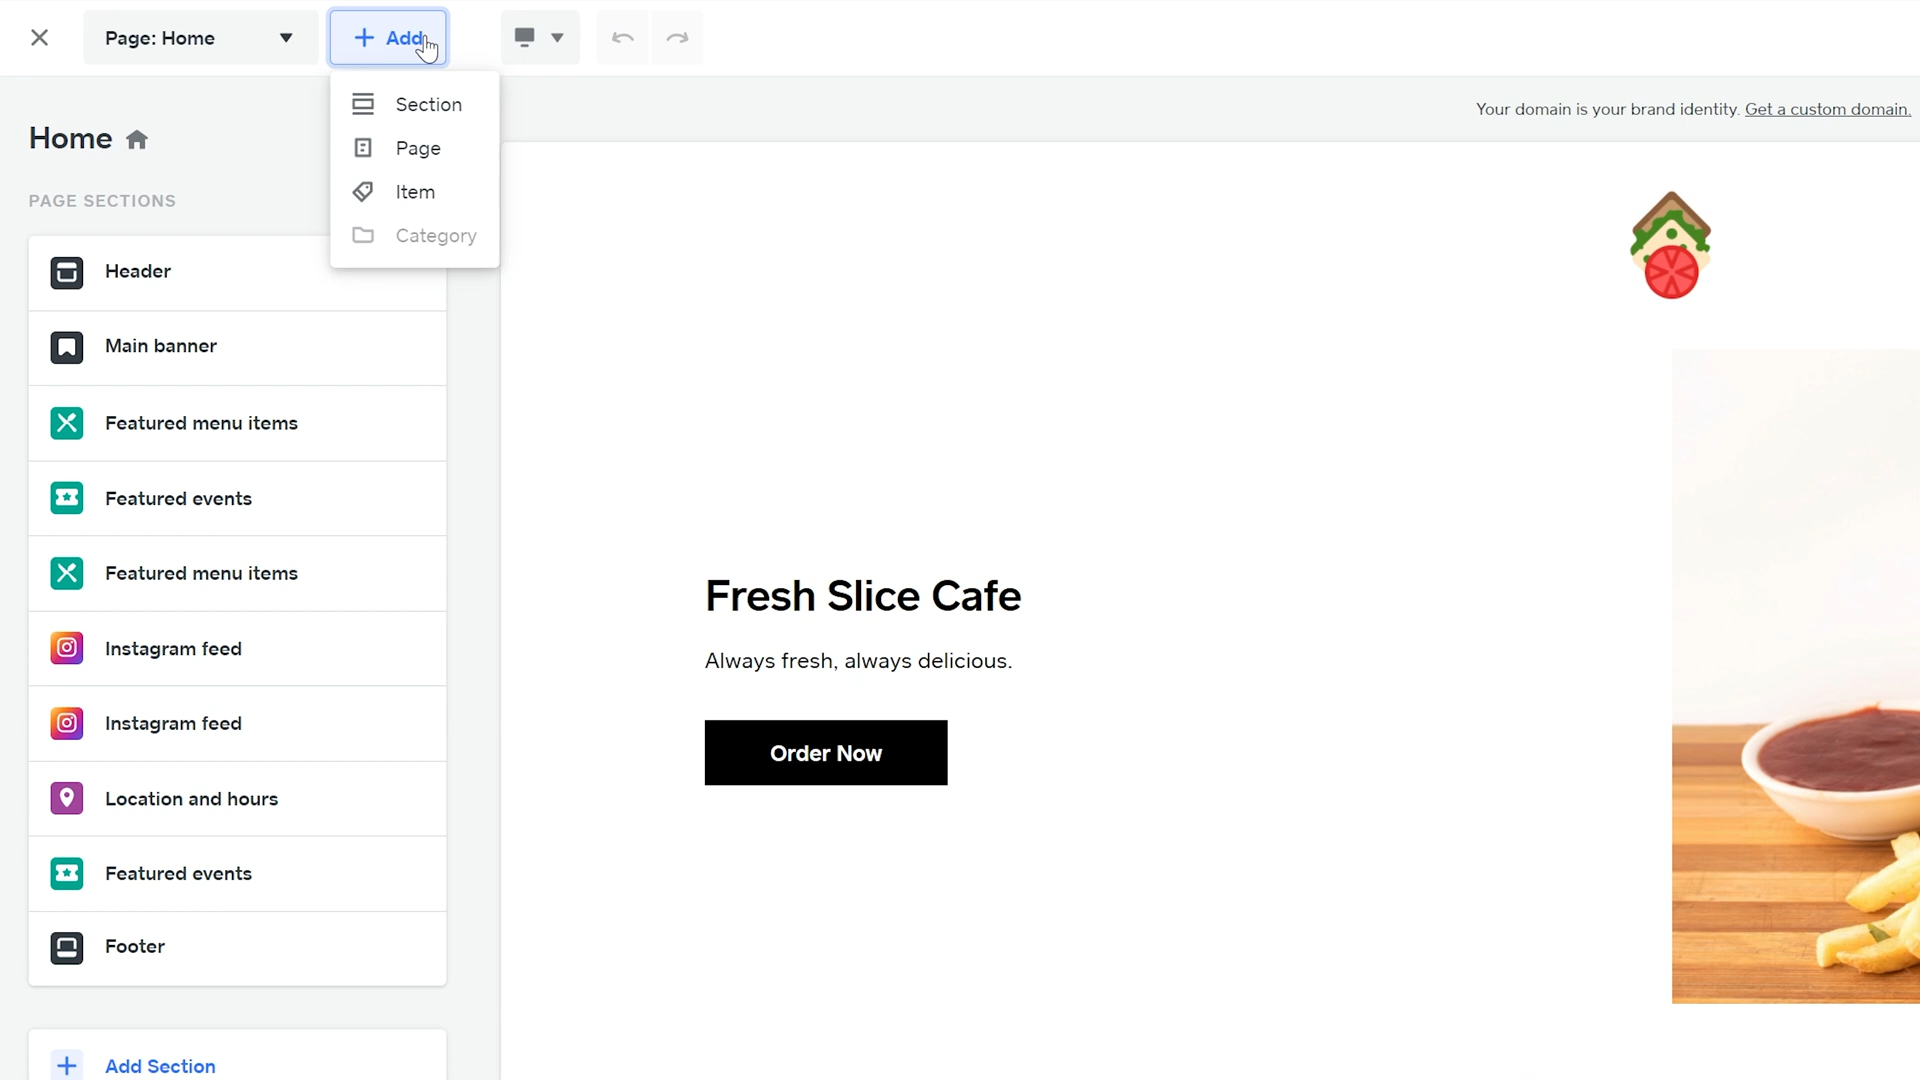 Page: Home
Add
Section
Page
Item
Category
Your domain is your brand identity. Get a custom domain.
Home
PAGE SECTIONS
Header
Main banner
Featured menu items
Featured events
Featured menu items
Instagram feed
Instagram feed
Location and hours
Featured events
Footer
Add Section
Fresh Slice Cafe
Always fresh, always delicious.
Order Now